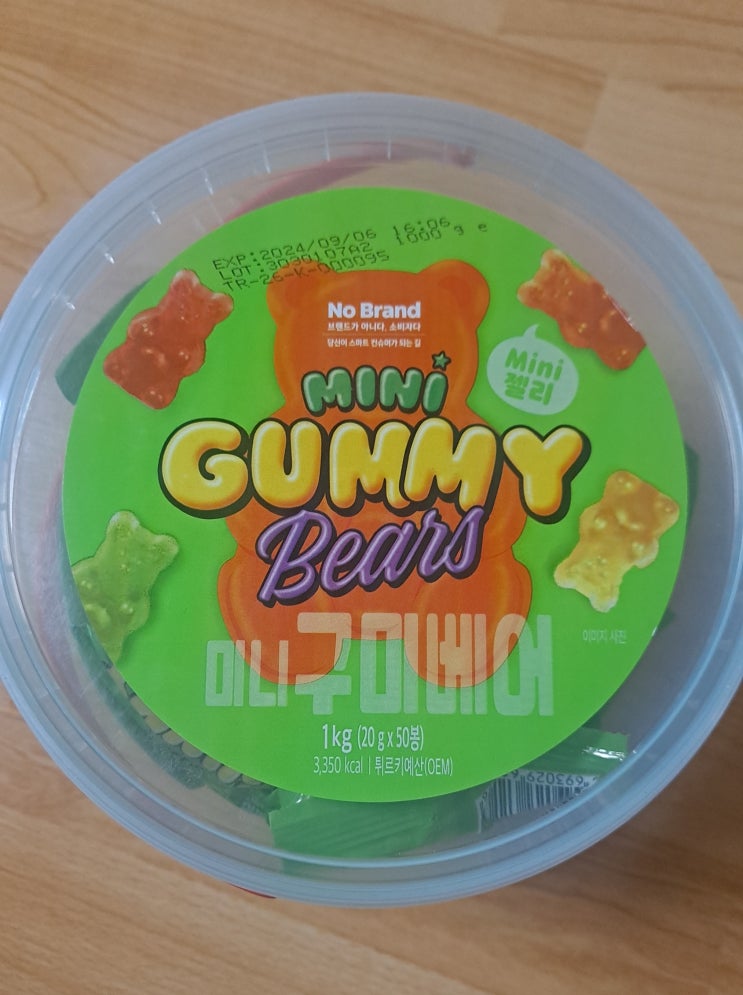 EXP:2024/09/06 16:06
LOT:3030107A2 1000 g e
TR-26-K-000095
No Brand
브랜드가 아니다. 소비자다
당신이 스마트 컨슈머가 되는 길
Mini
젤리
MINI
GUMMY
Bears
이미지 사진
미니구미베어
1kg (20 g x 50봉)
3,350 kcal | 튀르키예산(OEM)